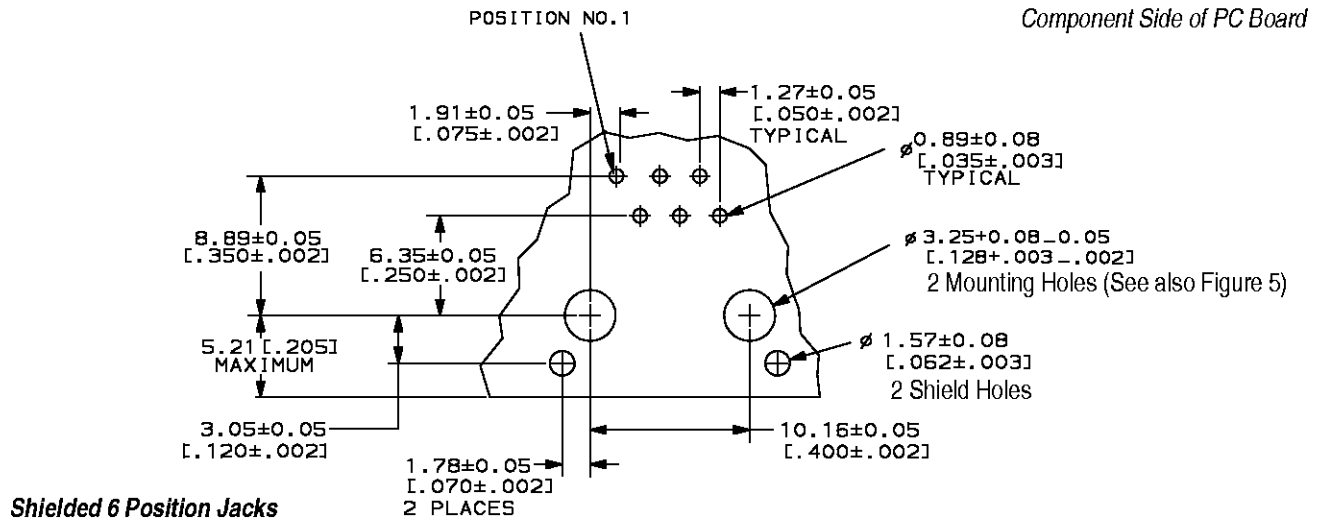 POSITION NO.1
Component Side of PC Board
1.91±0.05
[.075±.002]
1.27±0.05
[.050±.002]
TYPICAL
⌀0.89±0.08
[.035±.003]
TYPICAL
8.89±0.05
[.350±.002]
6.35±0.05
[.250±.002]
⌀3.25+0.08-0.05
[.128+.003-.002]
2 Mounting Holes (See also Figure 5)
5.21[.205]
MAXIMUM
⌀ 1.57±0.08
[.062±.003]
2 Shield Holes
3.05±0.05
[.120±.002]
10.16±0.05
[.400±.002]
1.78±0.05
[.070±.002]
2 PLACES
Shielded 6 Position Jacks